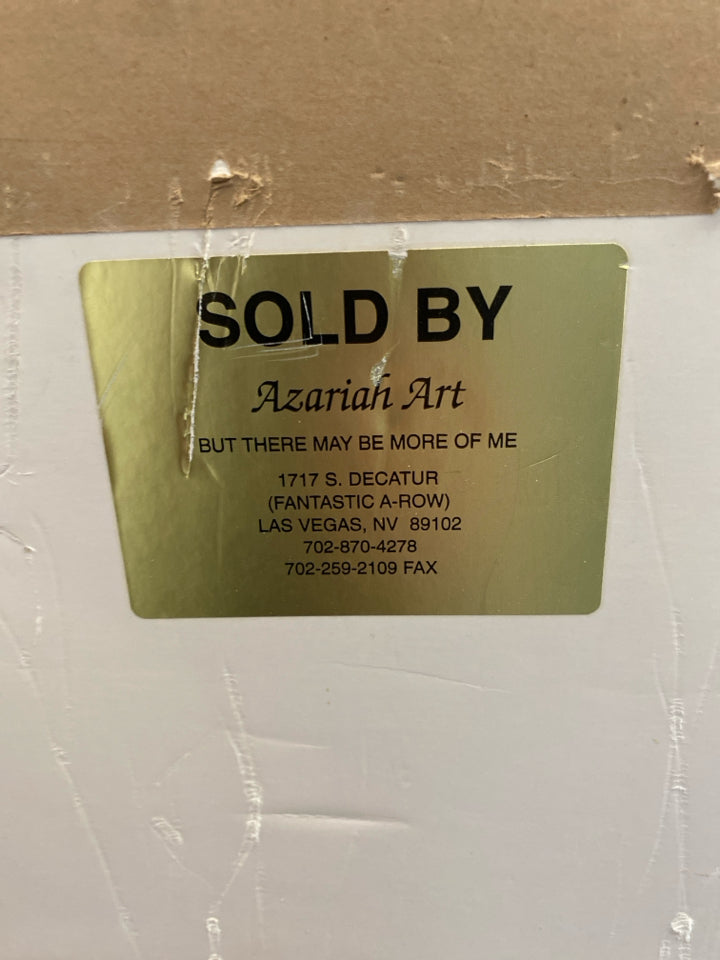 SOLD BY
Azariah Art
BUT THERE MAY BE MORE OF ME
1717 S. DECATUR
(FANTASTIC A-ROW)
LAS VEGAS, NV 89102
702-870-4278
702-259-2109 FAX